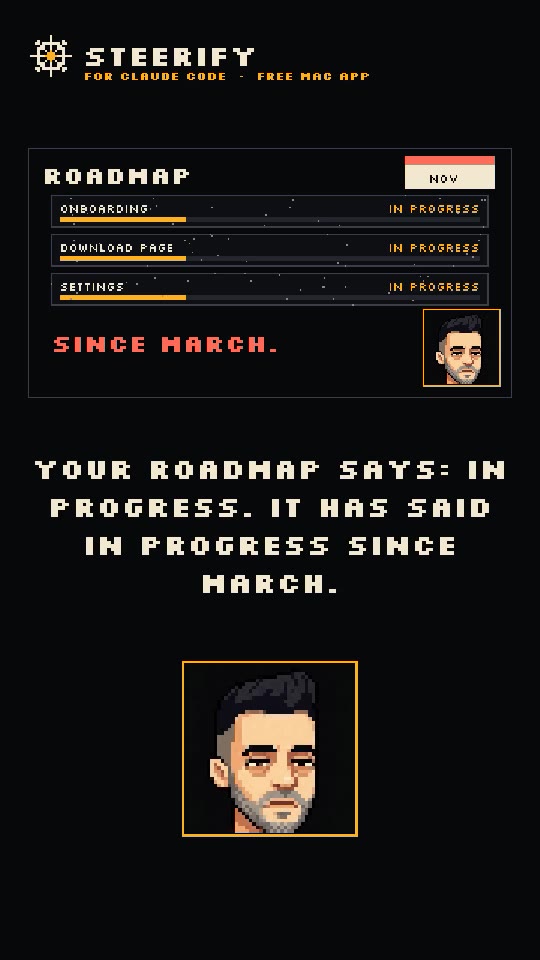 STEERIFY
FOR CLAUDE CODE - FREE MAC APP
ROADMAP
NOV
ONBOARDING
IN PROGRESS
DOWNLOAD PAGE
IN PROGRESS
SETTINGS
IN PROGRESS
SINCE MARCH.
YOUR ROADMAP SAYS: IN
PROGRESS. IT HAS SAID
IN PROGRESS SINCE
MARCH.